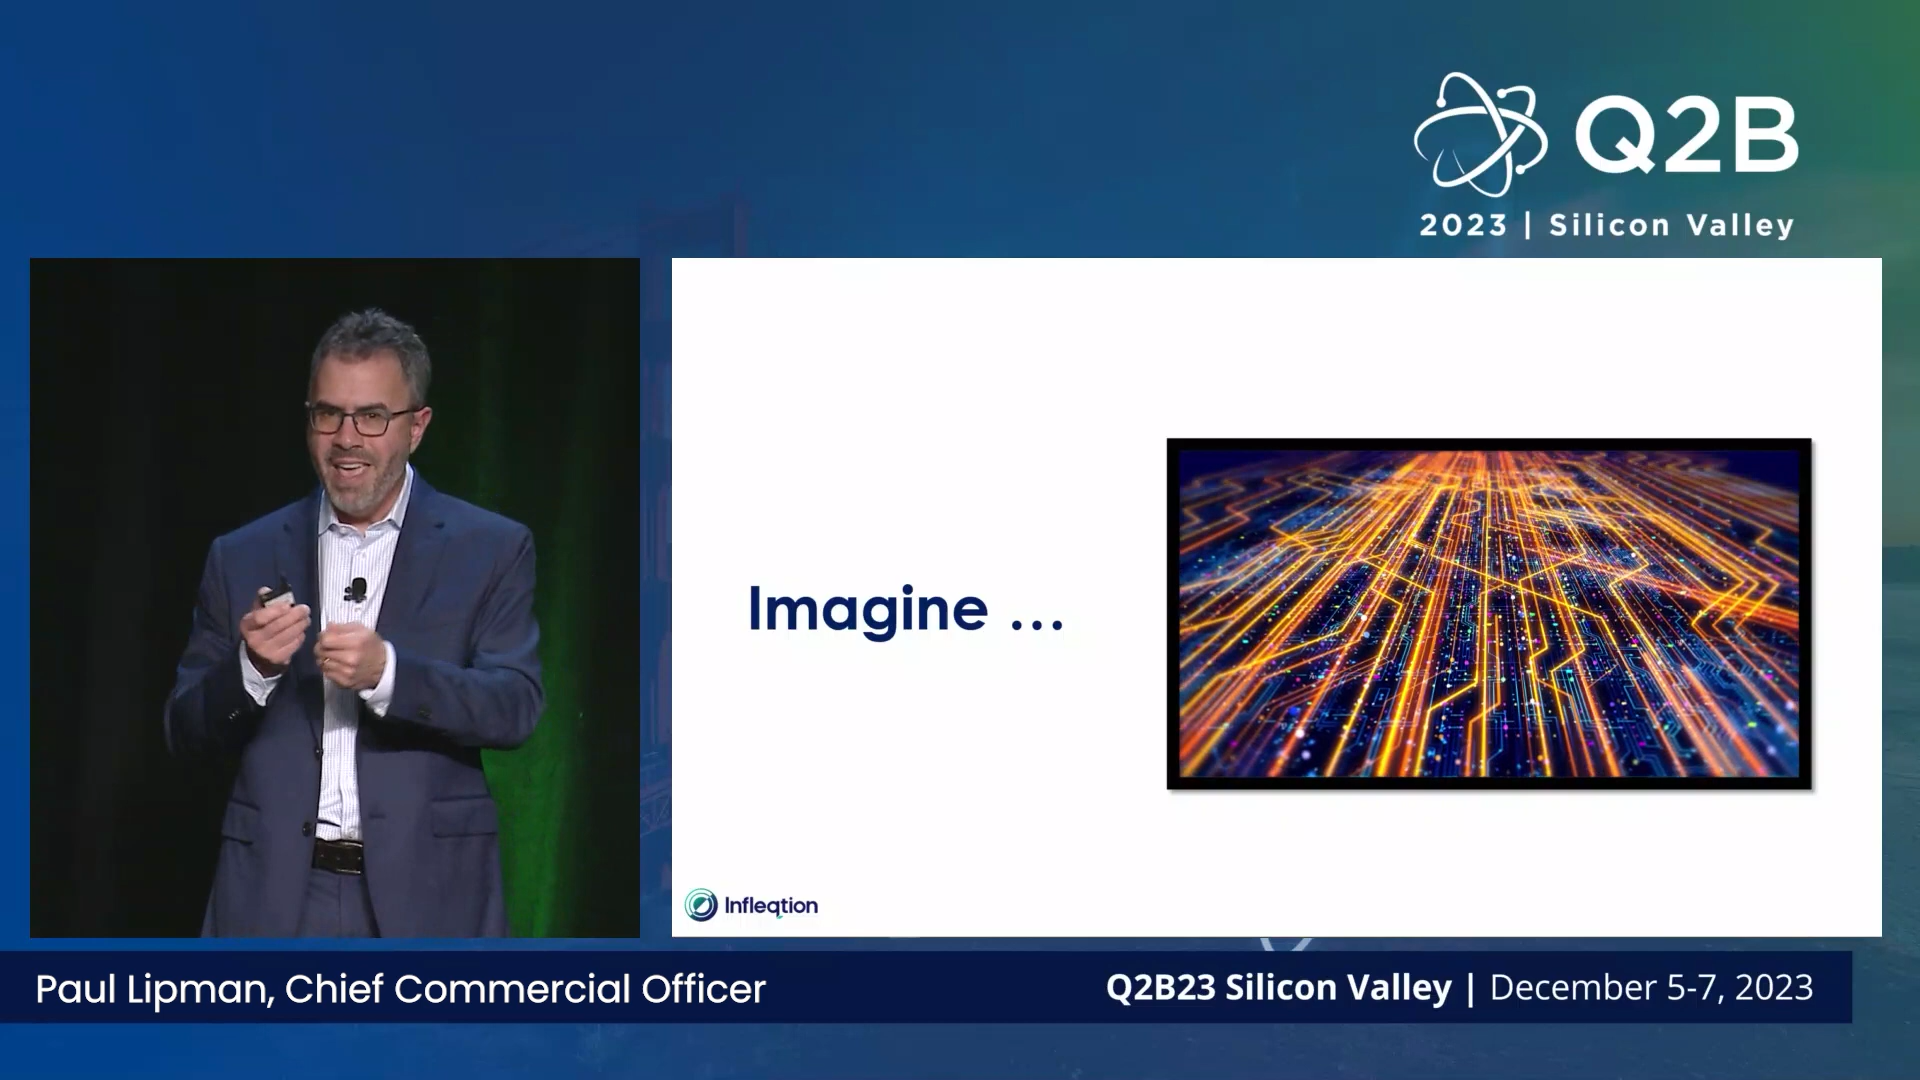 Q2B
2023 | Silicon Valley
Imagine ...
Infleqtion
Paul Lipman, Chief Commercial Officer
Q2B23 Silicon Valley | December 5-7, 2023